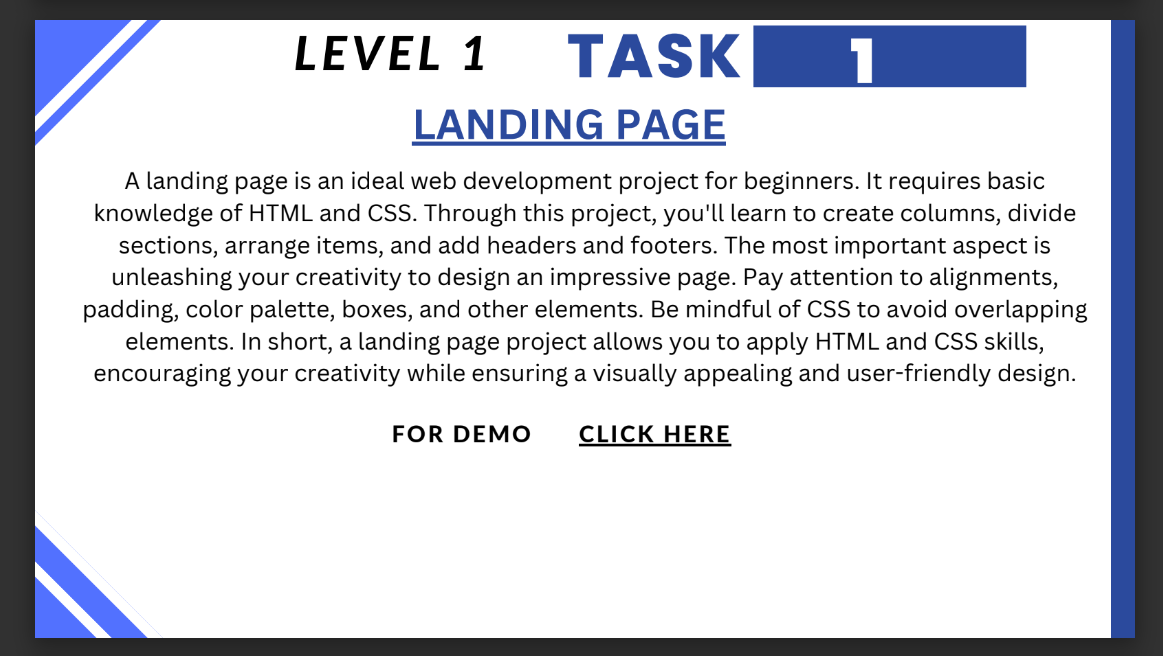 LEVEL 1 TASK 1
LANDING PAGE
A landing page is an ideal web development project for beginners. It requires basic
knowledge of HTML and CSS. Through this project, you'll learn to create columns, divide
sections, arrange items, and add headers and footers. The most important aspect is
unleashing your creativity to design an impressive page. Pay attention to alignments,
padding, color palette, boxes, and other elements. Be mindful of CSS to avoid overlapping
elements. In short, a landing page project allows you to apply HTML and CSS skills,
encouraging your creativity while ensuring a visually appealing and user-friendly design.
FOR DEMO CLICK HERE